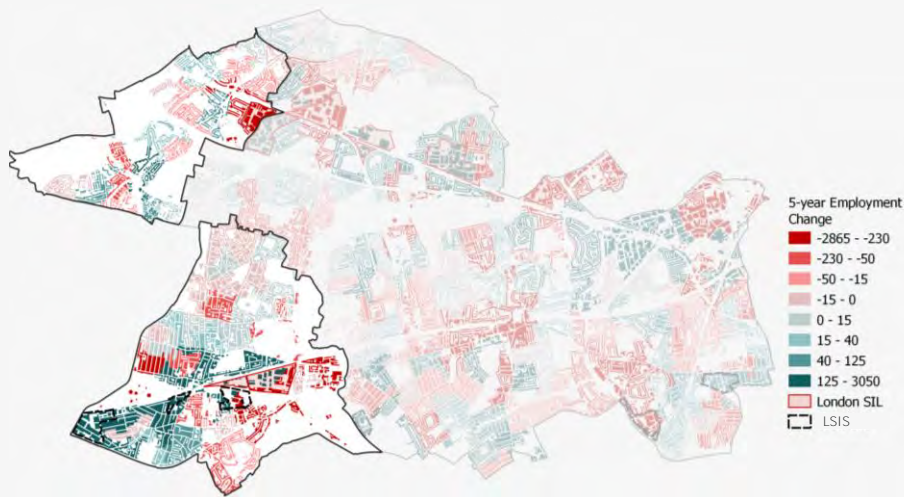 5-year Employment
Change
-2865 - -230
-230 - -50
-50 - -15
-15 - 0
0 - 15
15 - 40
40 - 125
125 - 3050
London SIL
LSIS